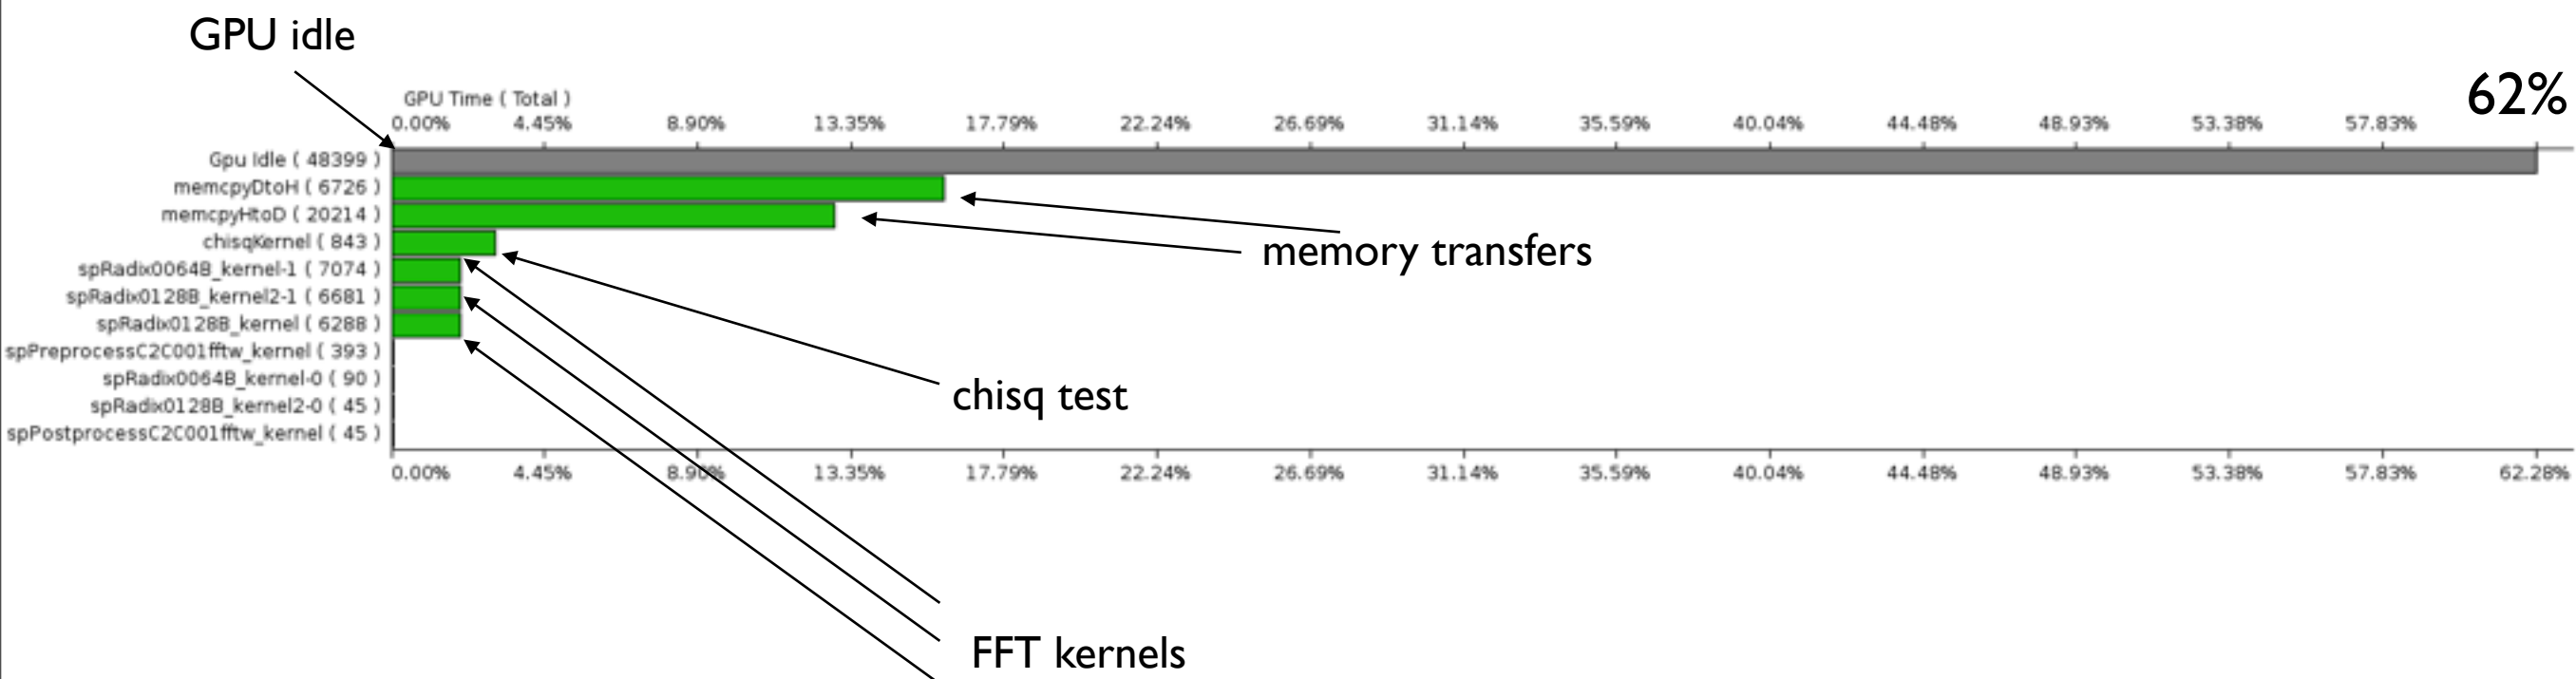 GPU idle
62%
GPU Time ( Total )
0.00% 4.45% 8.90% 13.35% 17.79% 22.24% 26.69% 31.14% 35.59% 40.04% 44.48% 48.93% 53.38% 57.83%
Gpu Idle ( 48399 )
memcpyDtoH ( 6726 )
memcpyHtoD ( 20214 )
chisqKernel ( 843 )
memory transfers
spRadix0064B_kernel-1 ( 7074 )
spRadix0128B_kernel2-1 ( 6681 )
spRadix0128B_kernel ( 6288 )
spPreprocessC2C001fftw_kernel ( 393 )
spRadix0064B_kernel-0 ( 90 )
chisq test
spRadix0128B_kernel2-0 ( 45 )
spPostprocessC2C001fftw_kernel ( 45 )
0.00% 4.45% 8.90% 13.35% 17.79% 22.24% 26.69% 31.14% 35.59% 40.04% 44.48% 48.93% 53.38% 57.83% 62.28%
FFT kernels